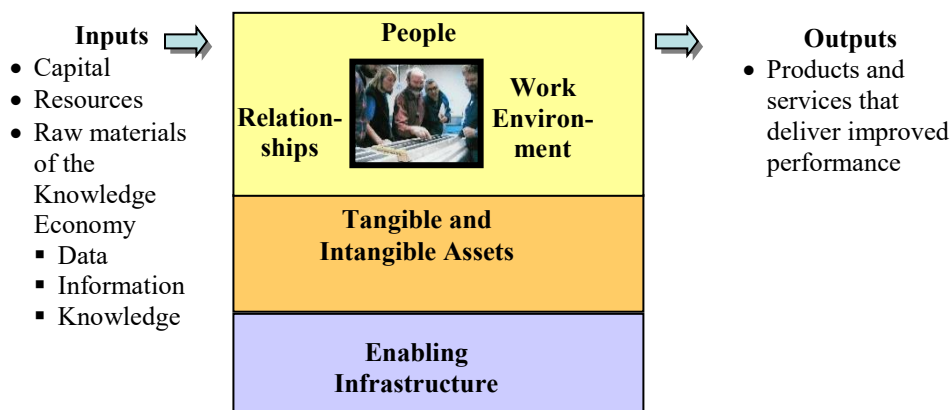 Inputs
• Capital
• Resources
• Raw materials
of the
Knowledge
Economy
▪ Data
▪ Information
▪ Knowledge
People
Relation-
ships
Work
Environ-
ment
Tangible and
Intangible Assets
Enabling
Infrastructure
Outputs
• Products and
services that
deliver improved
performance